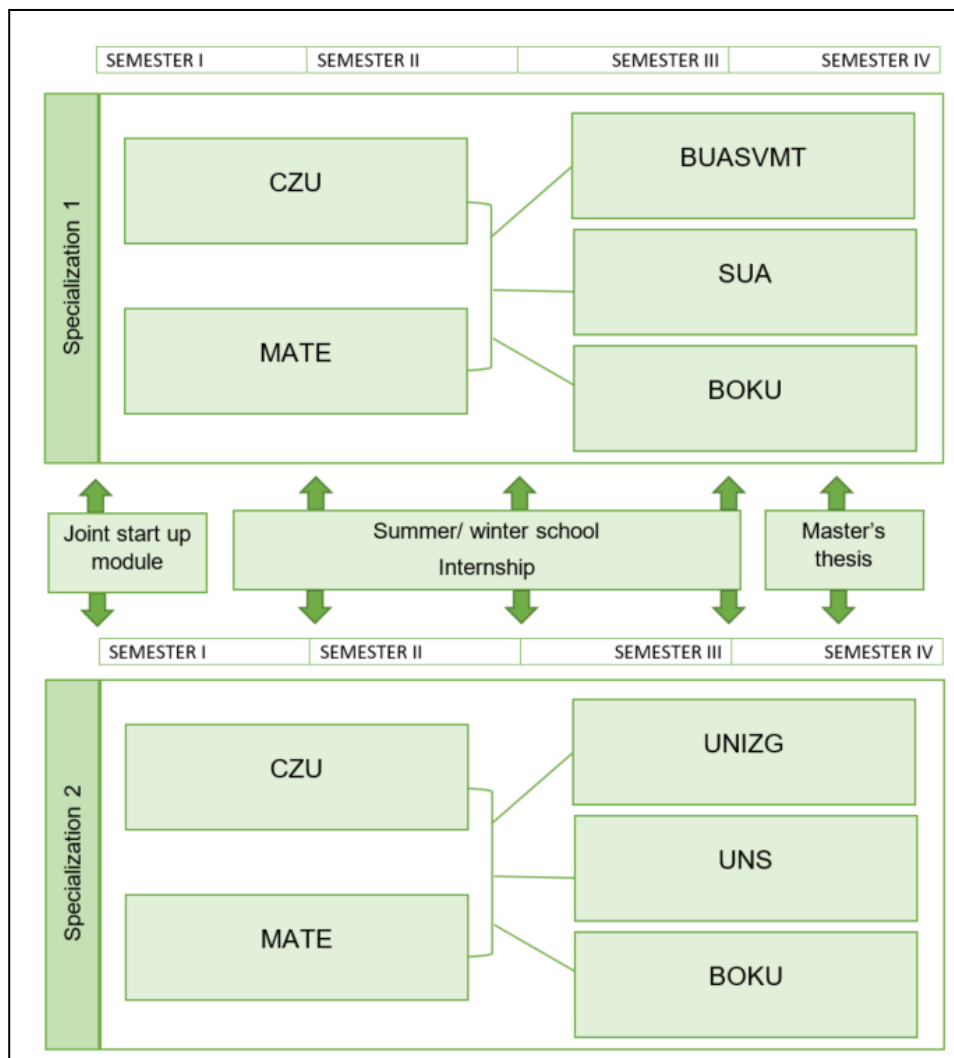 SEMESTER I SEMESTER II SEMESTER III SEMESTER IV
Specialization 1
CZU
BUASVMT
SUA
MATE
BOKU
Joint start up
module
Summer/ winter school
Internship
Master's
thesis
SEMESTER I SEMESTER II SEMESTER III SEMESTER IV
Specialization 2
CZU
UNIZG
UNS
MATE
BOKU